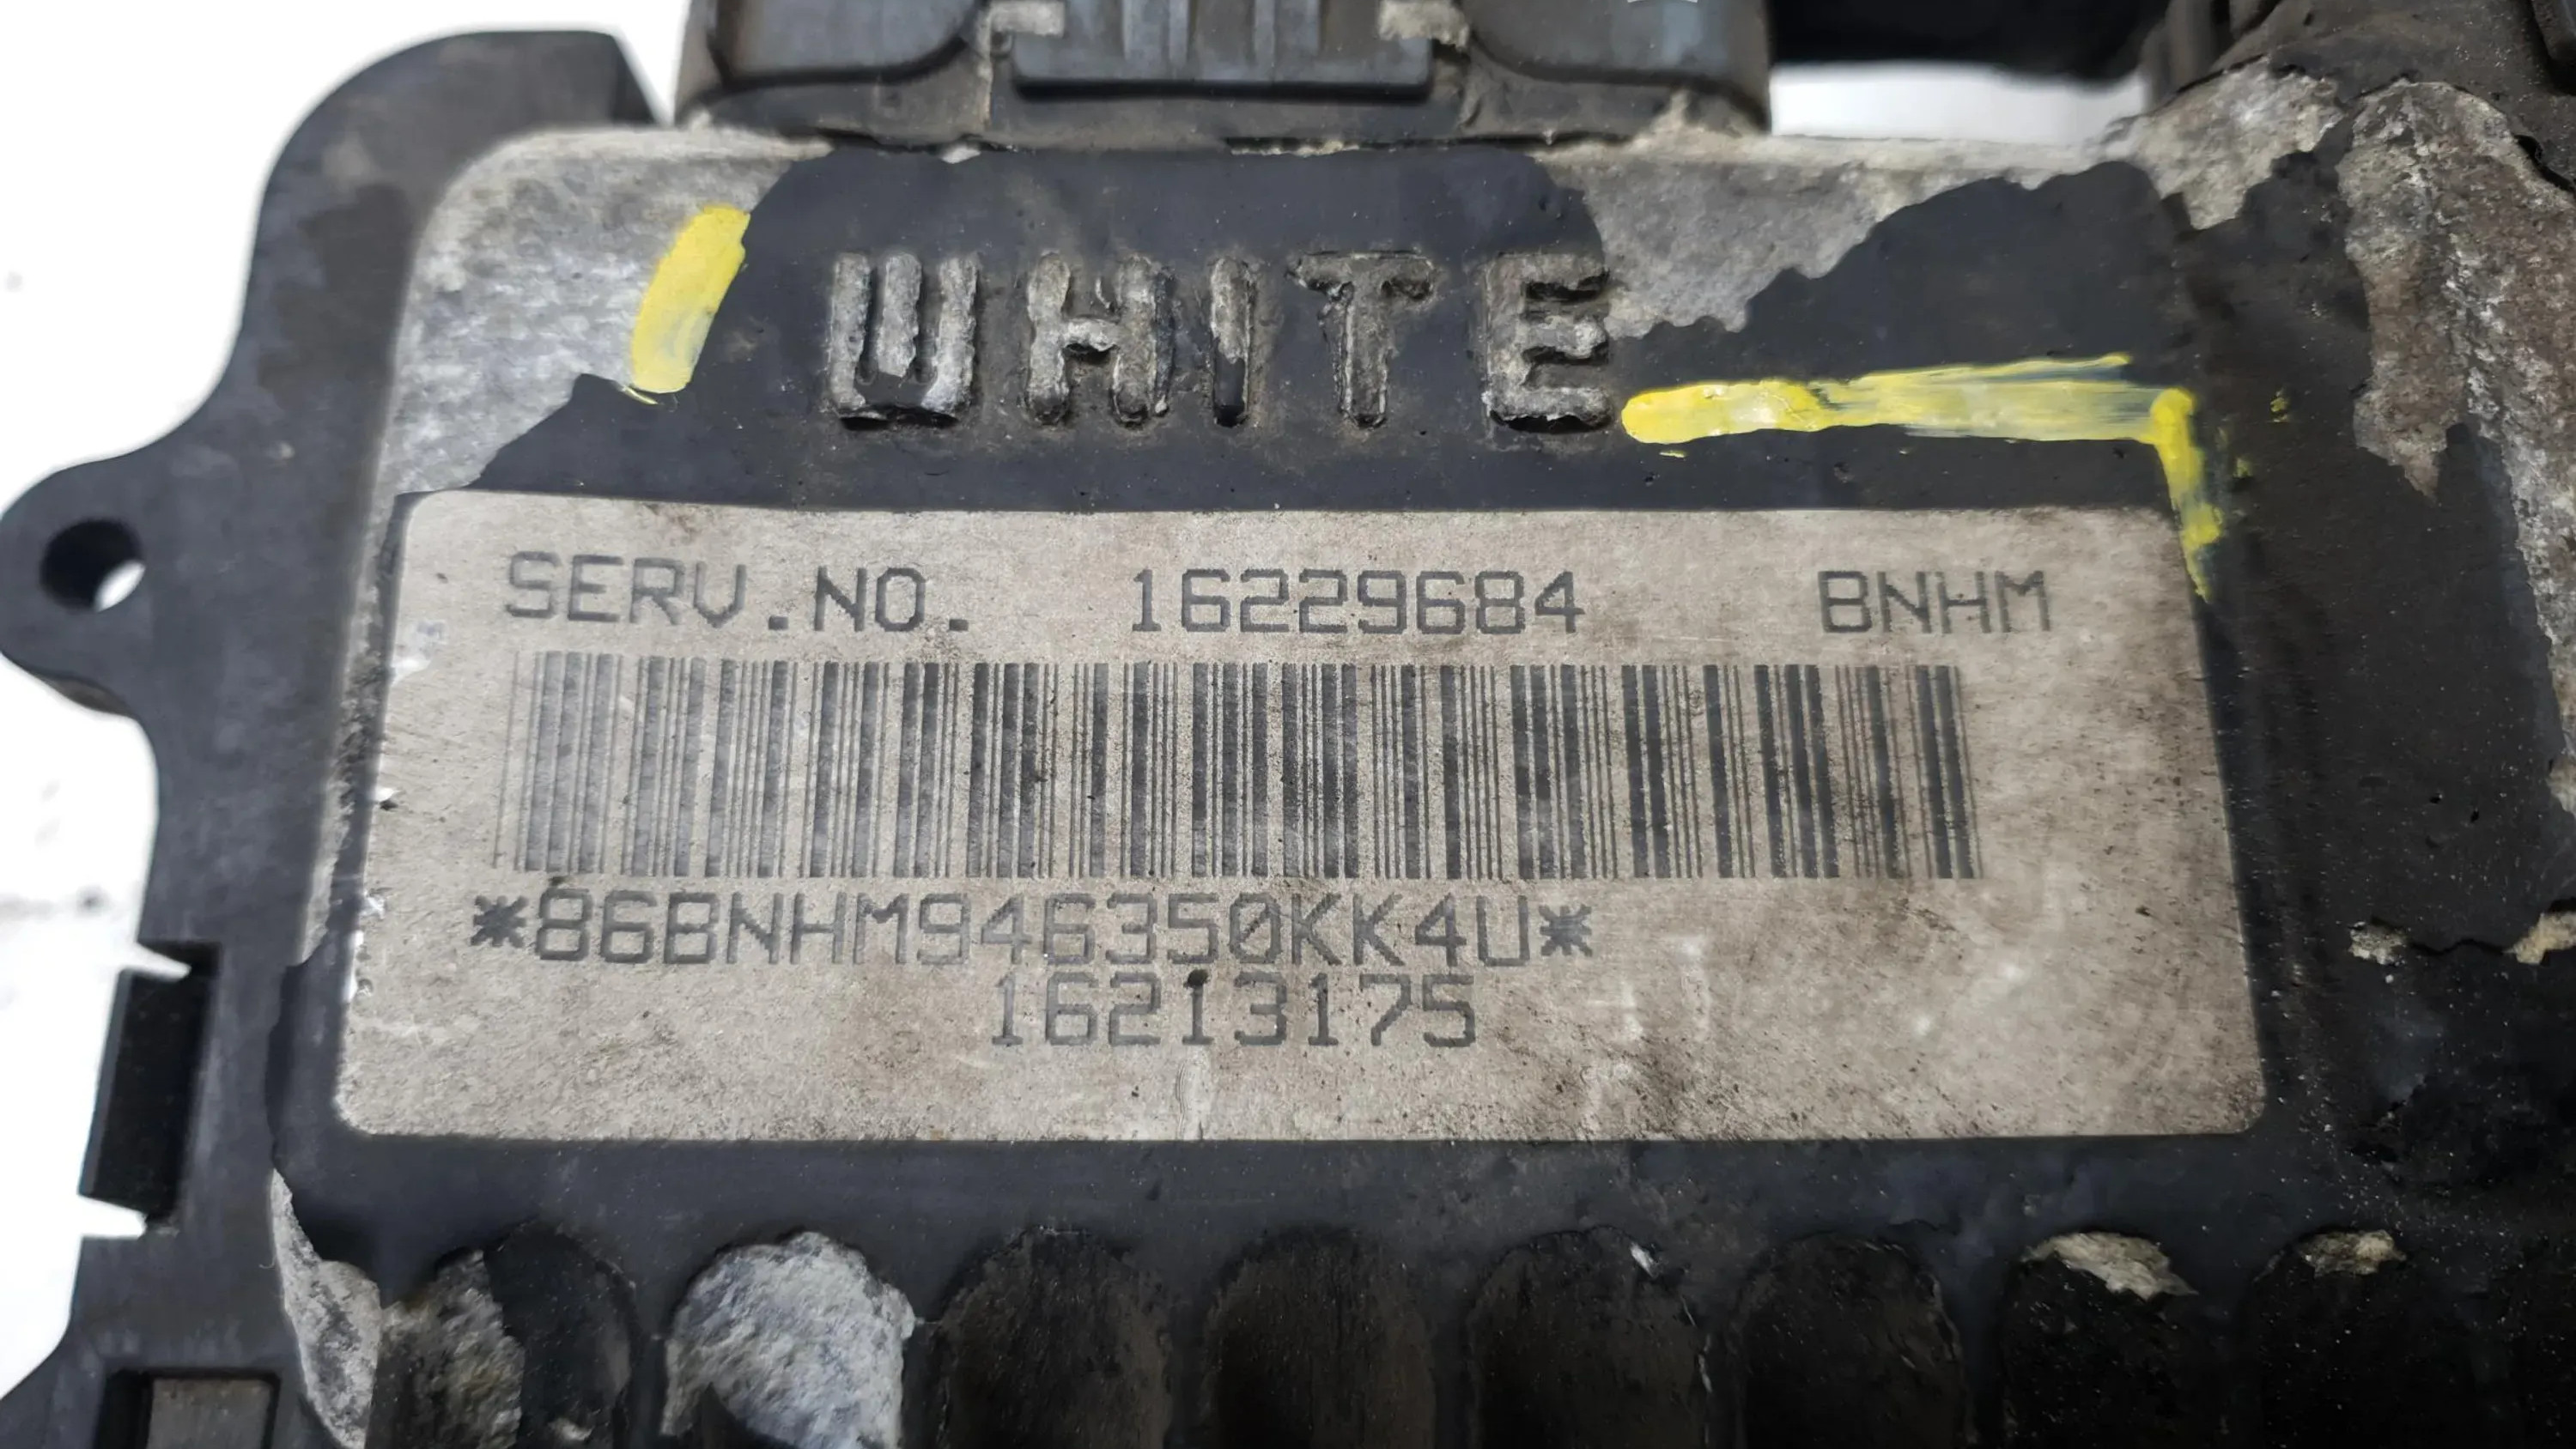 WHITE
SERV.NO. 16229684 BNHM
*86BNHM946350KK4U*
16213175